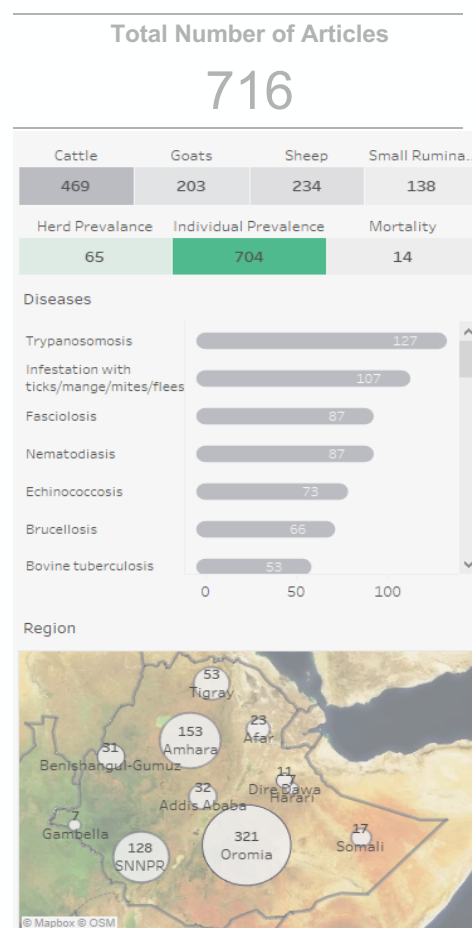 Total Number of Articles
716
Cattle Goats Sheep Small Rumina..
469 203 234 138
Herd Prevalance Individual Prevalence Mortality
65 704 14
Diseases
Trypanosomosis 127
Infestation with
ticks/mange/mites/flees 107
Fasciolosis 87
Nematodiasis 87
Echinococcosis 73
Brucellosis 66
Bovine tuberculosis 53
0 50 100
Region
53
Tigray
23
Afar
153
Amhara
31
Benishangul-Gumuz
11
Dire Dawa
7
Harari
32
Addis Ababa
7
Gambella
17
Somali
321
Oromia
128
SNNPR
© Mapbox © OSM